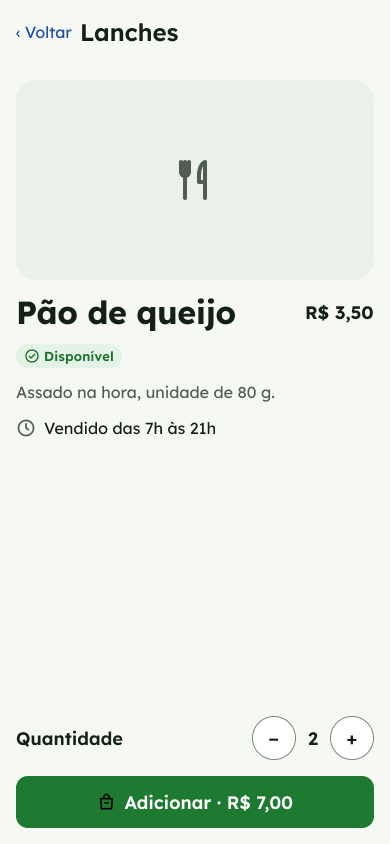 ‹ Voltar Lanches
Pão de queijo R$ 3,50
Disponível
Assado na hora, unidade de 80 g.
Vendido das 7h às 21h
Quantidade − 2 +
Adicionar · R$ 7,00